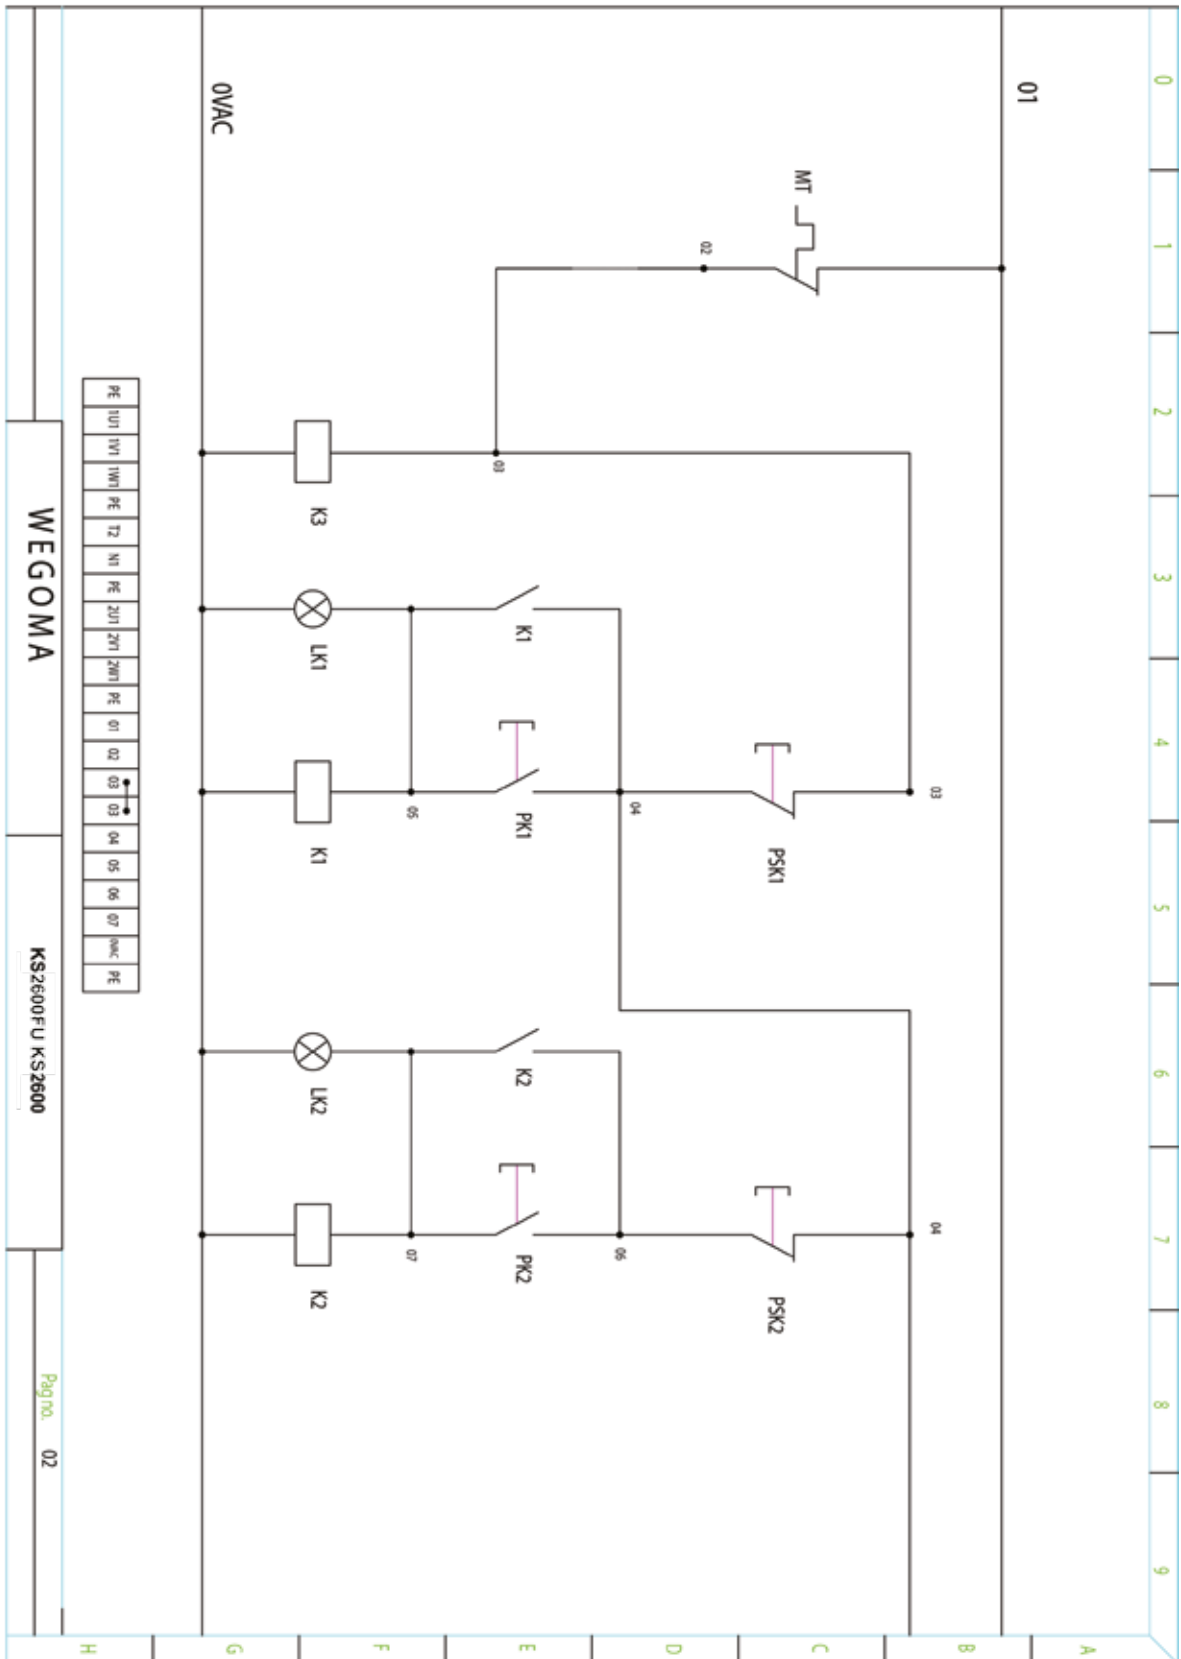 0 1 2 3 4 5 6 7 8 9
A
B
C
D
E
F
G
H
01
MT
02
03
03
PSK1
04
04
PSK2
K1
PK1
K2
PK2
05
06
07
K3
LK1
K1
LK2
K2
0VAC
PE 1U1 1V1 1W1 PE T2 N1 PE 2U1 2V1 2W1 PE 01 02 03 03 04 05 06 07 0VAC PE
WEGOMA
KS2600FU KS2600
Pagno. 02